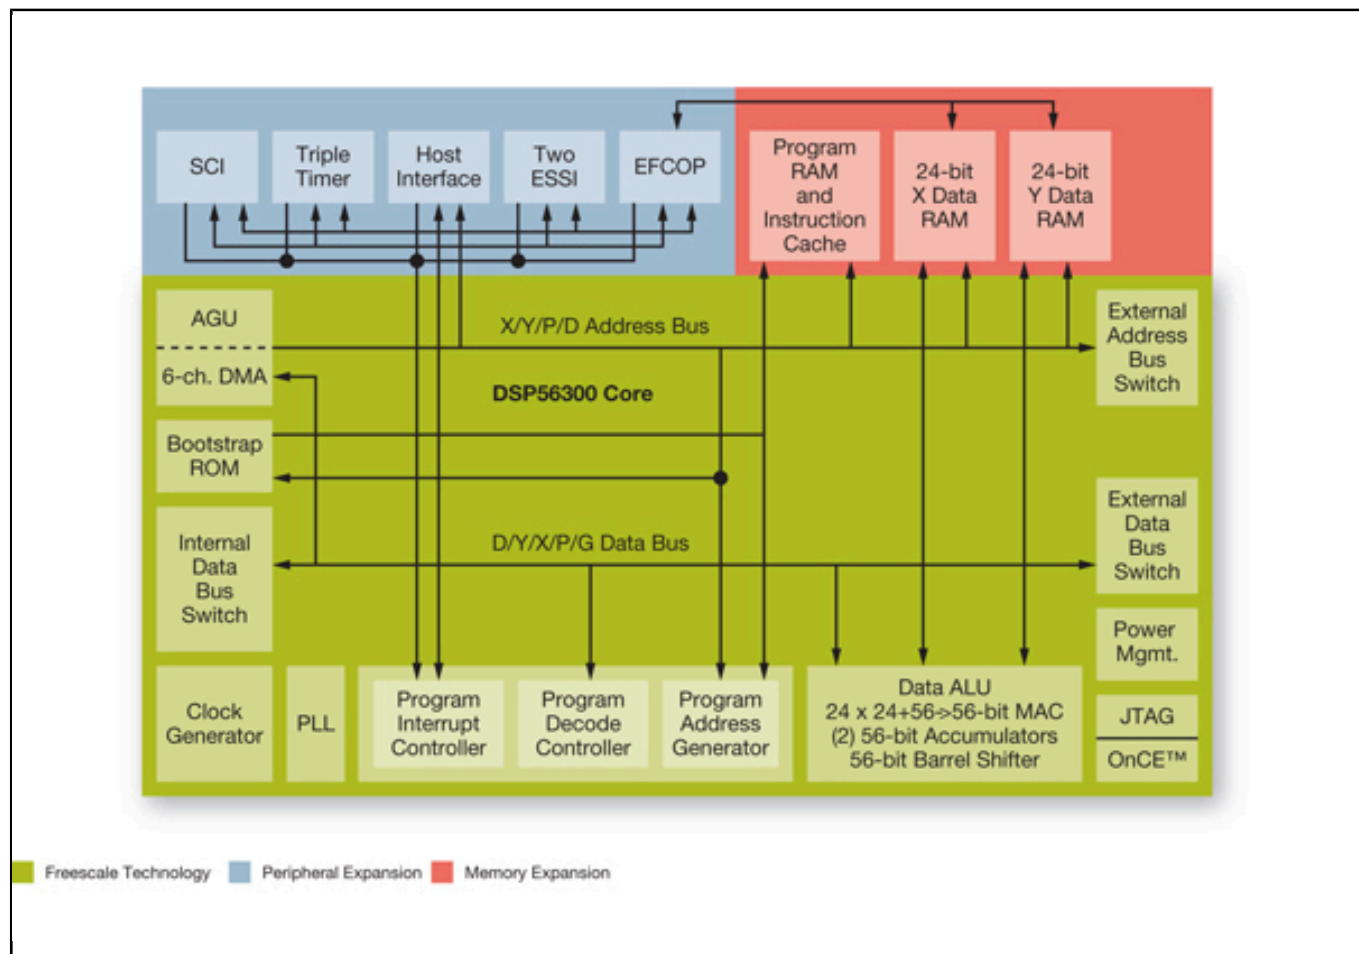 SCI
Triple
Timer
Host
Interface
Two
ESSI
EFCOP
Program
RAM
and
Instruction
Cache
24-bit
X Data
RAM
24-bit
Y Data
RAM
AGU
6-ch. DMA
X/Y/P/D Address Bus
External
Address
Bus
Switch
DSP56300 Core
Bootstrap
ROM
Internal
Data
Bus
Switch
D/Y/X/P/G Data Bus
External
Data
Bus
Switch
Power
Mgmt.
Clock
Generator
PLL
Program
Interrupt
Controller
Program
Decode
Controller
Program
Address
Generator
Data ALU
24 x 24+56->56-bit MAC
(2) 56-bit Accumulators
56-bit Barrel Shifter
JTAG
OnCE™
Freescale Technology
Peripheral Expansion
Memory Expansion